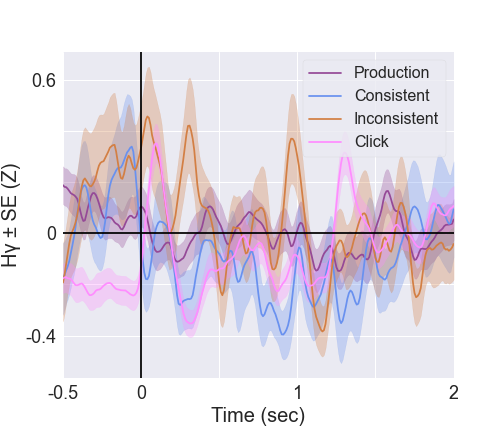 Production
Consistent
Inconsistent
Click
Hγ ± SE (Z)
0.6
0
-0.4
-0.5
0
1
2
Time (sec)